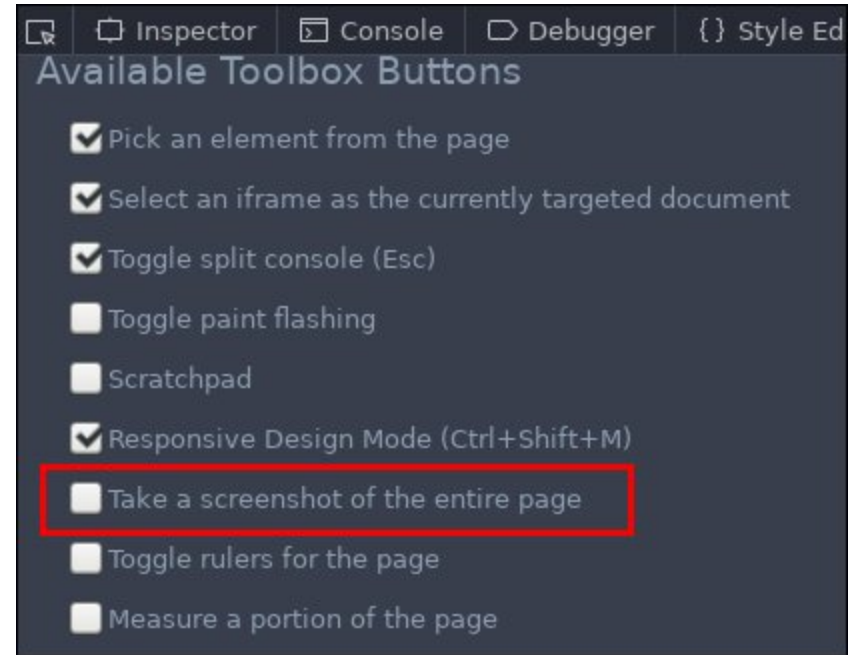 Inspector Console Debugger {} Style Ed
Available Toolbox Buttons
Pick an element from the page
Select an iframe as the currently targeted document
Toggle split console (Esc)
Toggle paint flashing
Scratchpad
Responsive Design Mode (Ctrl+Shift+M)
Take a screenshot of the entire page
Toggle rulers for the page
Measure a portion of the page